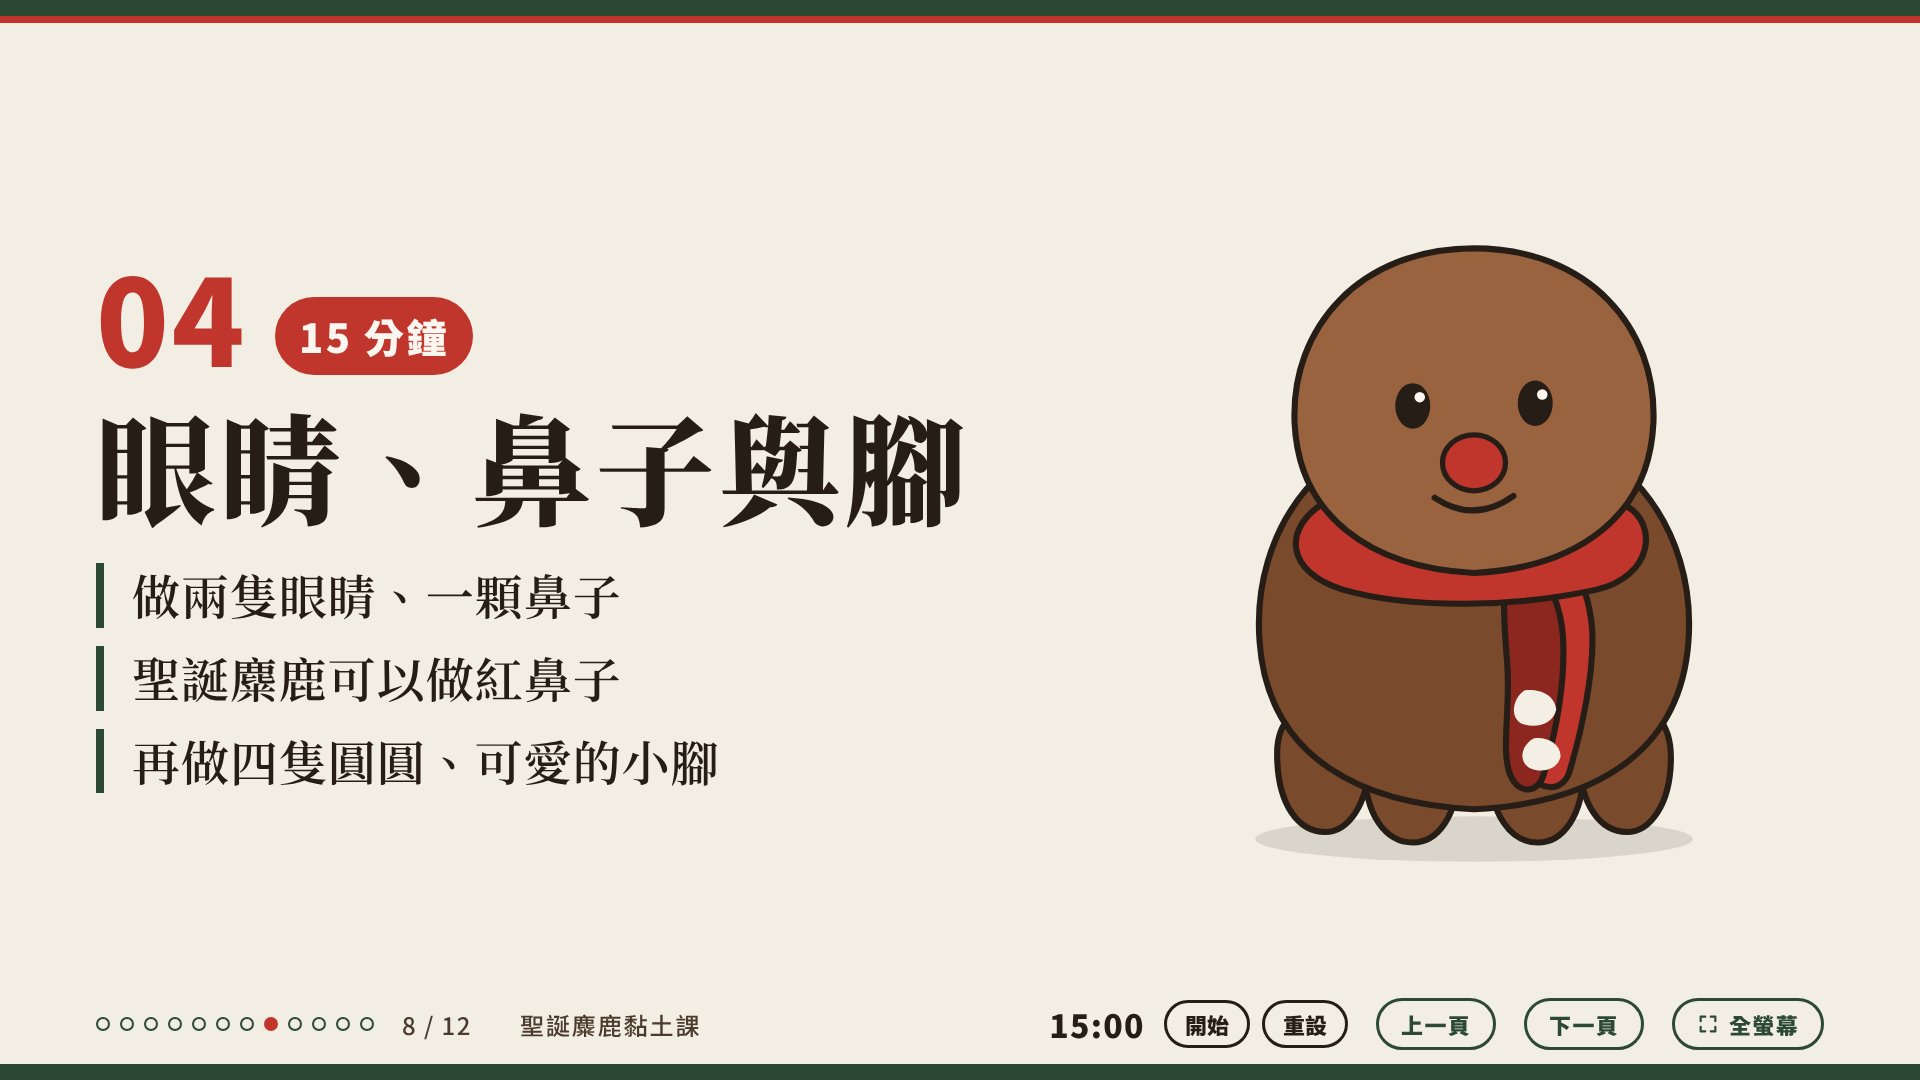 04 15 分鐘
眼睛、鼻子與腳
做兩隻眼睛、一顆鼻子
聖誕麋鹿可以做紅鼻子
再做四隻圓圓、可愛的小腳
8 / 12 聖誕麋鹿黏土課 15:00 開始 重設 上一頁 下一頁 全螢幕